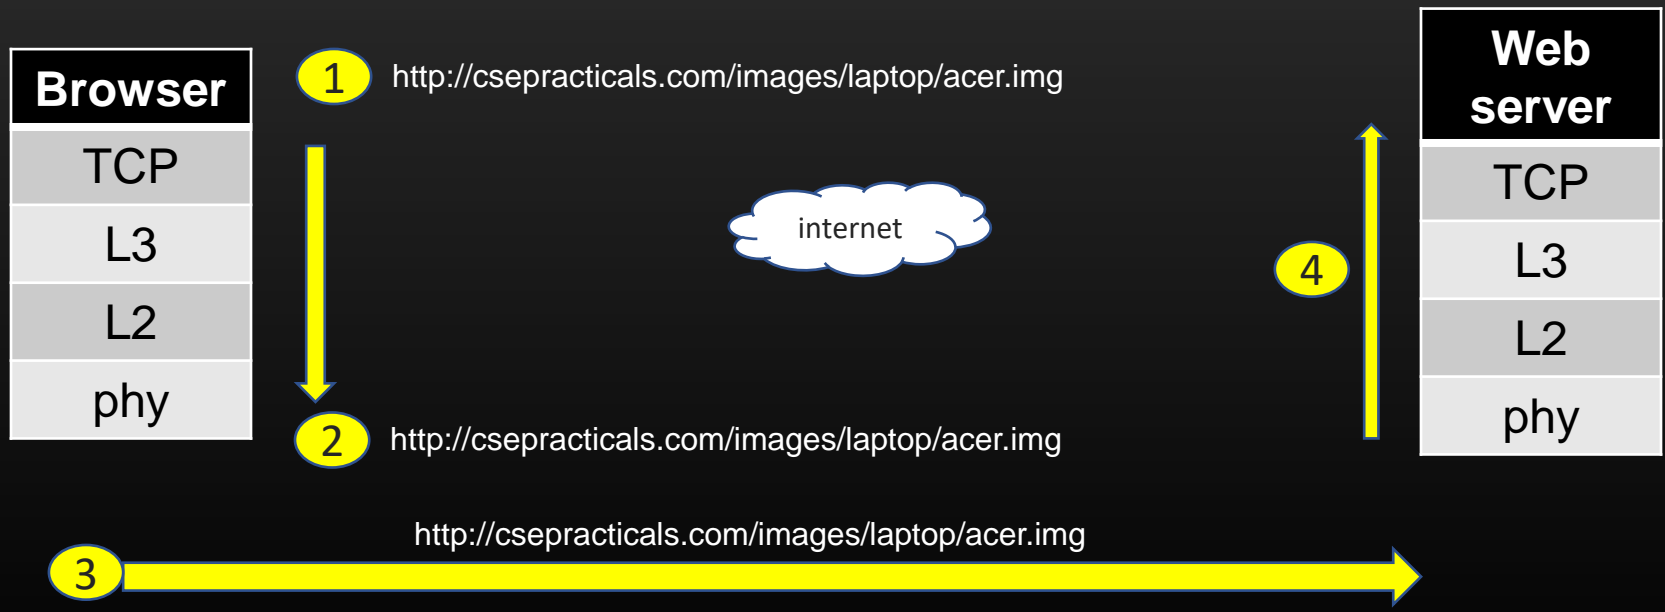 Browser
TCP
L3
L2
phy
1
http://csepracticals.com/images/laptop/acer.img
internet
2
http://csepracticals.com/images/laptop/acer.img
3
http://csepracticals.com/images/laptop/acer.img
4
Web
server
TCP
L3
L2
phy